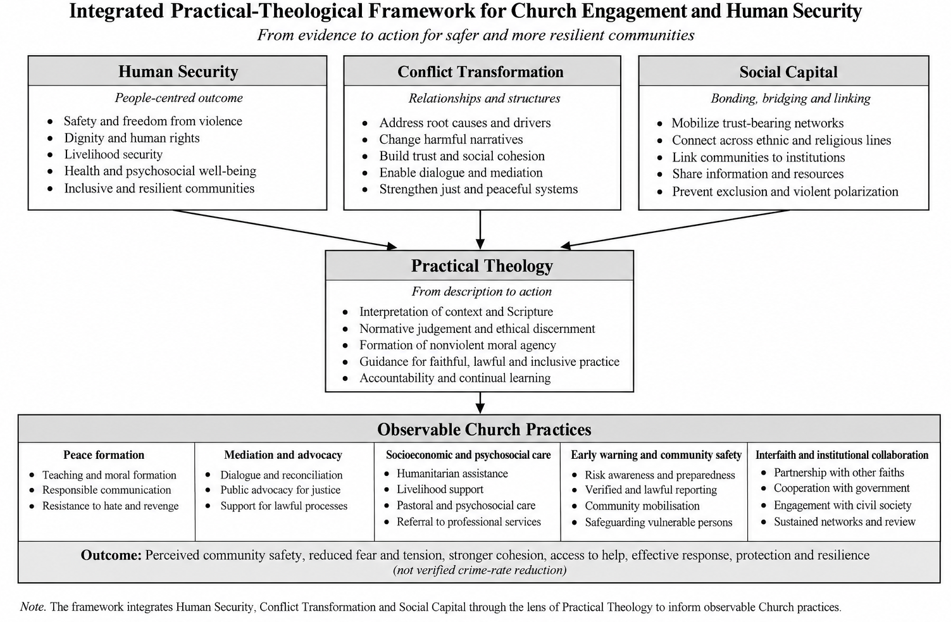 Integrated Practical-Theological Framework for Church Engagement and Human Security
From evidence to action for safer and more resilient communities
Human Security
People-centred outcome
• Safety and freedom from violence
• Dignity and human rights
• Livelihood security
• Health and psychosocial well-being
• Inclusive and resilient communities
Conflict Transformation
Relationships and structures
• Address root causes and drivers
• Change harmful narratives
• Build trust and social cohesion
• Enable dialogue and mediation
• Strengthen just and peaceful systems
Social Capital
Bonding, bridging and linking
• Mobilize trust-bearing networks
• Connect across ethnic and religious lines
• Link communities to institutions
• Share information and resources
• Prevent exclusion and violent polarization
Practical Theology
From description to action
• Interpretation of context and Scripture
• Normative judgement and ethical discernment
• Formation of nonviolent moral agency
• Guidance for faithful, lawful and inclusive practice
• Accountability and continual learning
Observable Church Practices
Peace formation
• Teaching and moral formation
• Responsible communication
• Resistance to hate and revenge
Mediation and advocacy
• Dialogue and reconciliation
• Public advocacy for justice
• Support for lawful processes
Socioeconomic and psychosocial care
• Humanitarian assistance
• Livelihood support
• Pastoral and psychosocial care
• Referral to professional services
Early warning and community safety
• Risk awareness and preparedness
• Verified and lawful reporting
• Community mobilisation
• Safeguarding vulnerable persons
Interfaith and institutional collaboration
• Partnership with other faiths
• Cooperation with government
• Engagement with civil society
• Sustained networks and review
Outcome: Perceived community safety, reduced fear and tension, stronger cohesion, access to help, effective response, protection and resilience
(not verified crime-rate reduction)
Note. The framework integrates Human Security, Conflict Transformation and Social Capital through the lens of Practical Theology to inform observable Church practices.